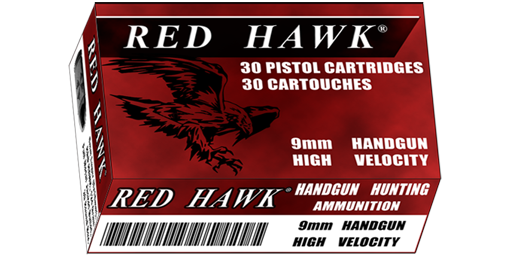 RED HAWK®
30 PISTOL CARTRIDGES
30 CARTOUCHES
9mm HANDGUN
HIGH VELOCITY
RED HAWK®
HANDGUN HUNTING
AMMUNITION
9mm HANDGUN
HIGH VELOCITY
RED HAWK